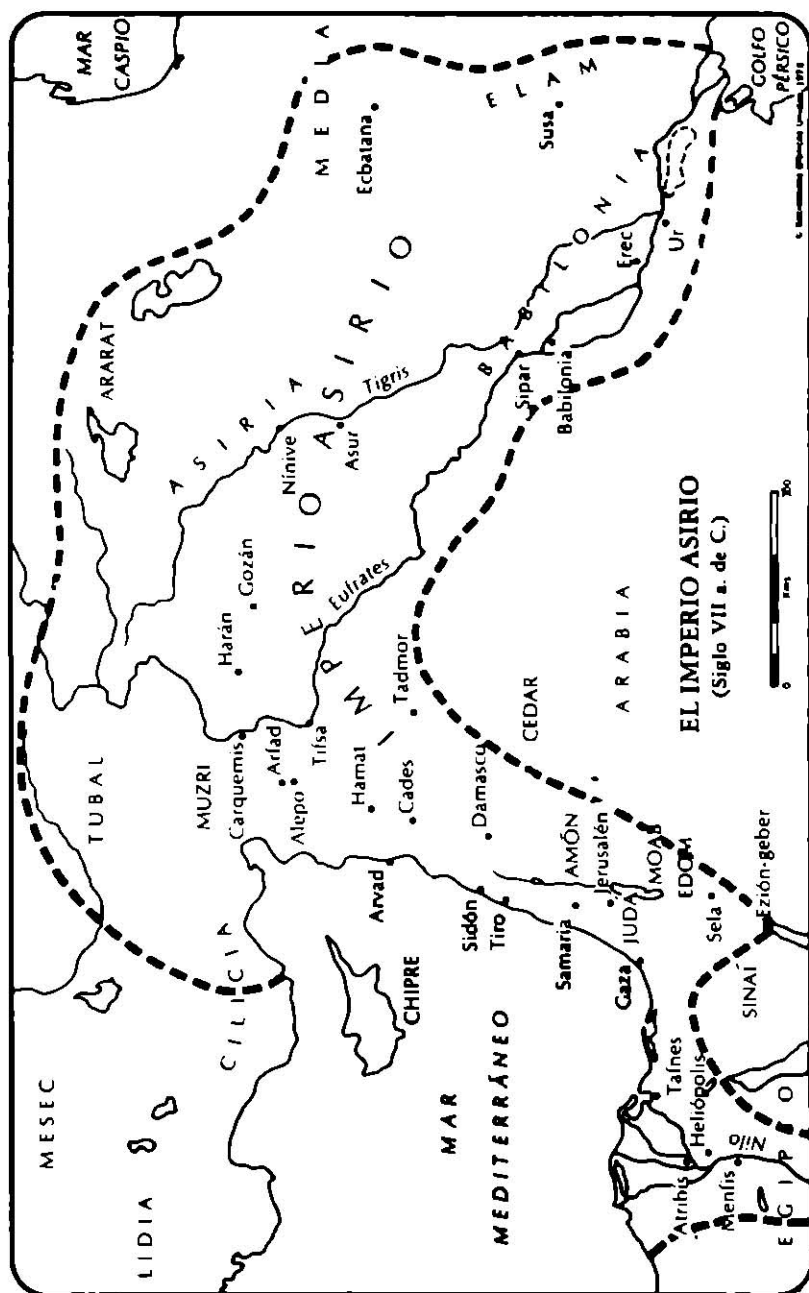 MESEC
LIDIA
TUBAL
CILICIA
MUZRI
ARARAT
MAR
CASPIO
MEDIA
Ecbatana
ELAM
Susa
ASIRIA
Nínive
Asur
Tigris
IMPERIO ASIRIO
Harán
Gozán
Carquemis
Arfad
Alepo
Tifsa
Eufrates
Hamat
Cades
Tadmor
Arvad
CHIPRE
MAR
MEDITERRÁNEO
Sidón
Tiro
Damasco
CEDAR
Samaria
AMÓN
Jerusalén
JUDA
MOAB
Gaza
EDOM
Sela
Ezión-geber
SINAÍ
Tafnes
Heliópolis
Atribis
Menfis
Nilo
EGIPTO
ARABIA
BABILONIA
Sipar
Babilonia
Erec
Ur
GOLFO
PÉRSICO
EL IMPERIO ASIRIO
(Siglo VII a. de C.)
Kms